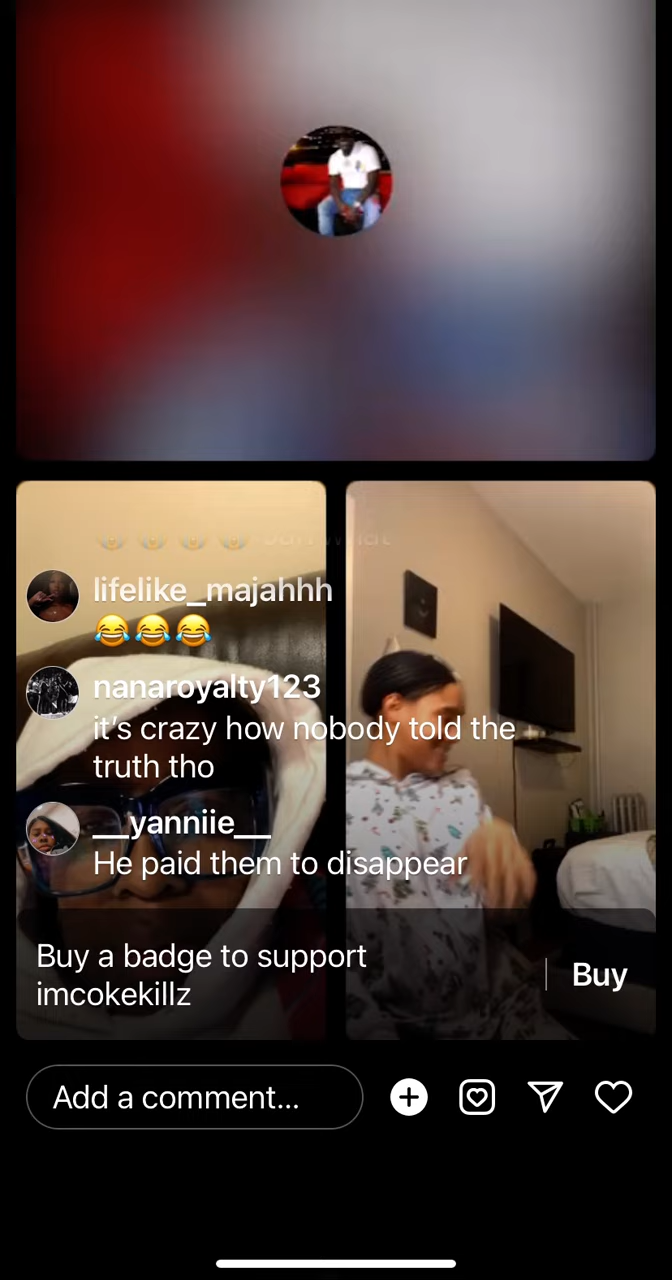 lifelike_majahhh
😂😂😂
nanaroyalty123
it's crazy how nobody told the
truth tho
__yanniie__
He paid them to disappear
Buy a badge to support
imcokekillz
Buy
Add a comment...